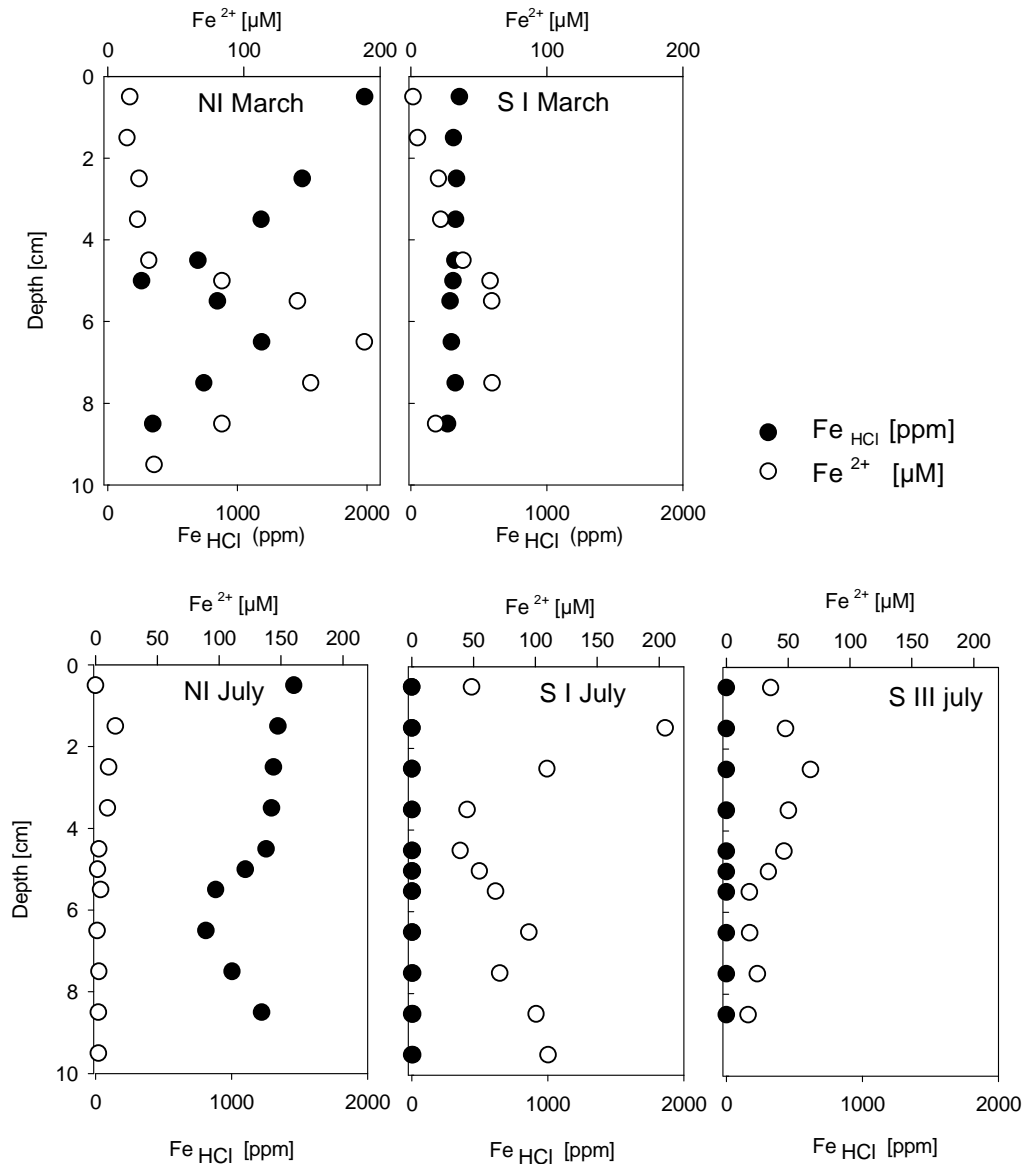 Fe 2+ [µM]
Fe2+ [µM]
0 100 200
0 100 200
NI March
S I March
0
2
4
6
8
10
Depth [cm]
0 1000 2000
0 1000 2000
Fe HCl (ppm)
Fe HCl (ppm)
Fe HCl [ppm]
Fe 2+ [µM]
Fe 2+ [µM]
Fe 2+ [µM]
Fe 2+ [µM]
0 50 100 150 200
0 50 100 150 200
0 50 100 150 200
NI July
S I July
S III july
0
2
4
6
8
10
Depth [cm]
0 1000 2000
0 1000 2000
0 1000 2000
Fe HCl [ppm]
Fe HCl [ppm]
Fe HCl [ppm]